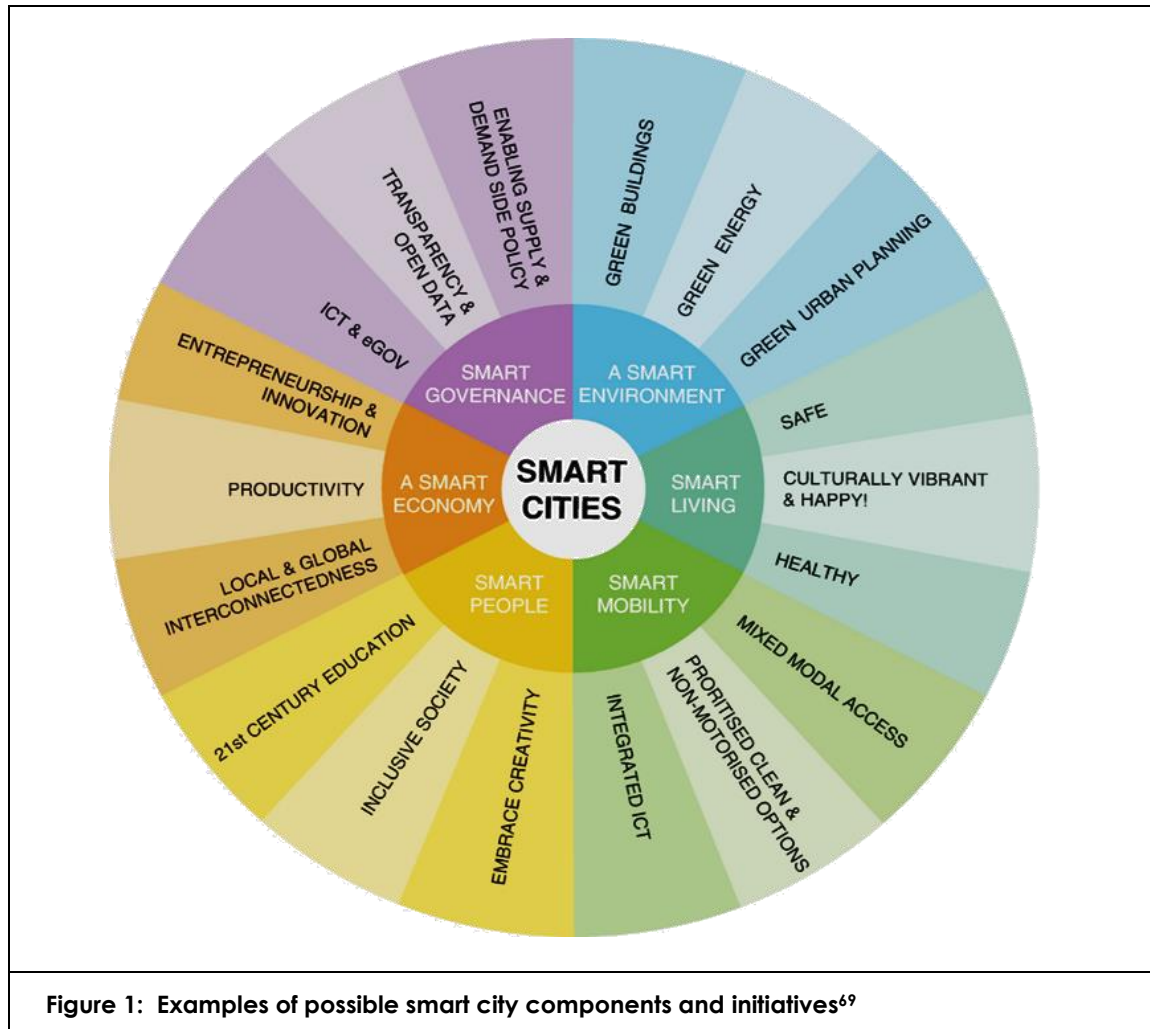 SMART
CITIES
A SMART
ENVIRONMENT
GREEN BUILDINGS
GREEN ENERGY
GREEN URBAN PLANNING
SMART
LIVING
SAFE
CULTURALLY VIBRANT
& HAPPY!
HEALTHY
SMART
MOBILITY
MIXED MODAL ACCESS
PRIORITISED CLEAN &
NON-MOTORISED OPTIONS
INTEGRATED ICT
SMART
PEOPLE
EMBRACE CREATIVITY
INCLUSIVE SOCIETY
21st CENTURY EDUCATION
A SMART
ECONOMY
LOCAL & GLOBAL
INTERCONNECTEDNESS
PRODUCTIVITY
ENTREPRENEURSHIP &
INNOVATION
SMART
GOVERNANCE
ICT & eGOV
TRANSPARENCY &
OPEN DATA
ENABLING SUPPLY &
DEMAND SIDE POLICY
Figure 1: Examples of possible smart city components and initiatives⁶⁹